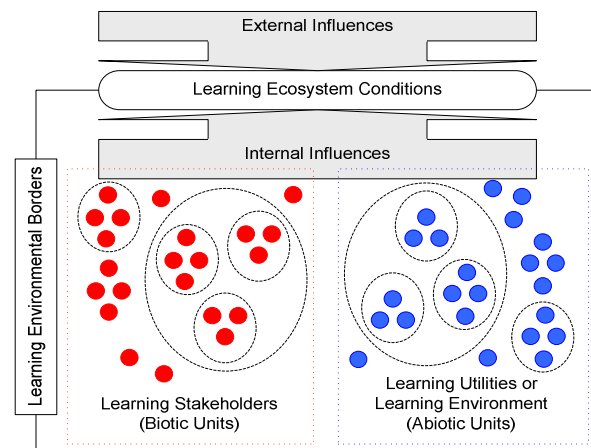 External Influences
Learning Ecosystem Conditions
Internal Influences
Learning Environmental Borders
Learning Stakeholders
(Biotic Units)
Learning Utilities or
Learning Environment
(Abiotic Units)